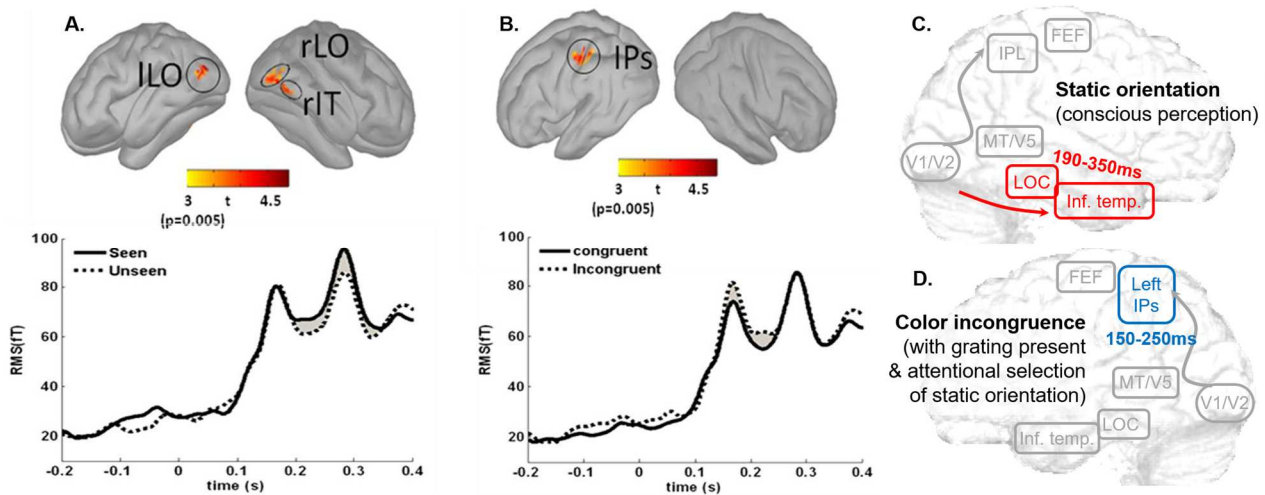 A.
lLO
rLO
rIT
3 t 4.5
(p=0.005)
100
80
60
40
20
RMS(fT)
Seen
Unseen
-0.2 -0.1 0 0.1 0.2 0.3 0.4
time (s)
B.
IPs
3 t 4.5
(p=0.005)
100
80
60
40
20
RMS(fT)
congruent
Incongruent
-0.2 -0.1 0 0.1 0.2 0.3 0.4
time (s)
C.
FEF
IPL
Static orientation
(conscious perception)
MT/V5
V1/V2
190-350ms
LOC
Inf. temp.
D.
FEF
Left
IPs
Color incongruence
150-250ms
(with grating present
& attentional selection
of static orientation)
MT/V5
V1/V2
LOC
Inf. temp.